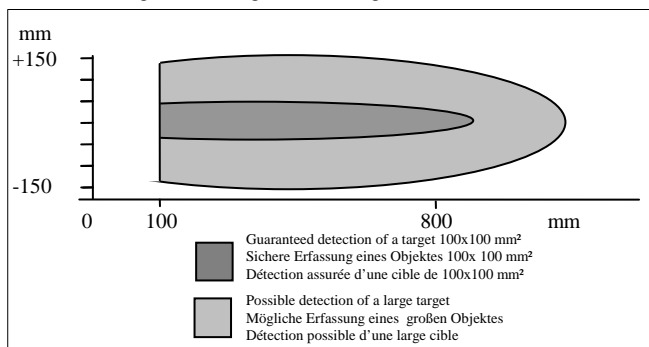 mm
+150
-150
0 100 800 mm
Guaranteed detection of a target 100x100 mm²
Sichere Erfassung eines Objektes 100x 100 mm²
Détection assurée d'une cible de 100x100 mm²
Possible detection of a large target
Mögliche Erfassung eines großen Objektes
Détection possible d'une large cible